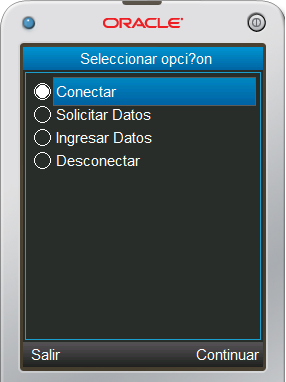 ORACLE
Seleccionar opci?on
Conectar
Solicitar Datos
Ingresar Datos
Desconectar
Salir
Continuar